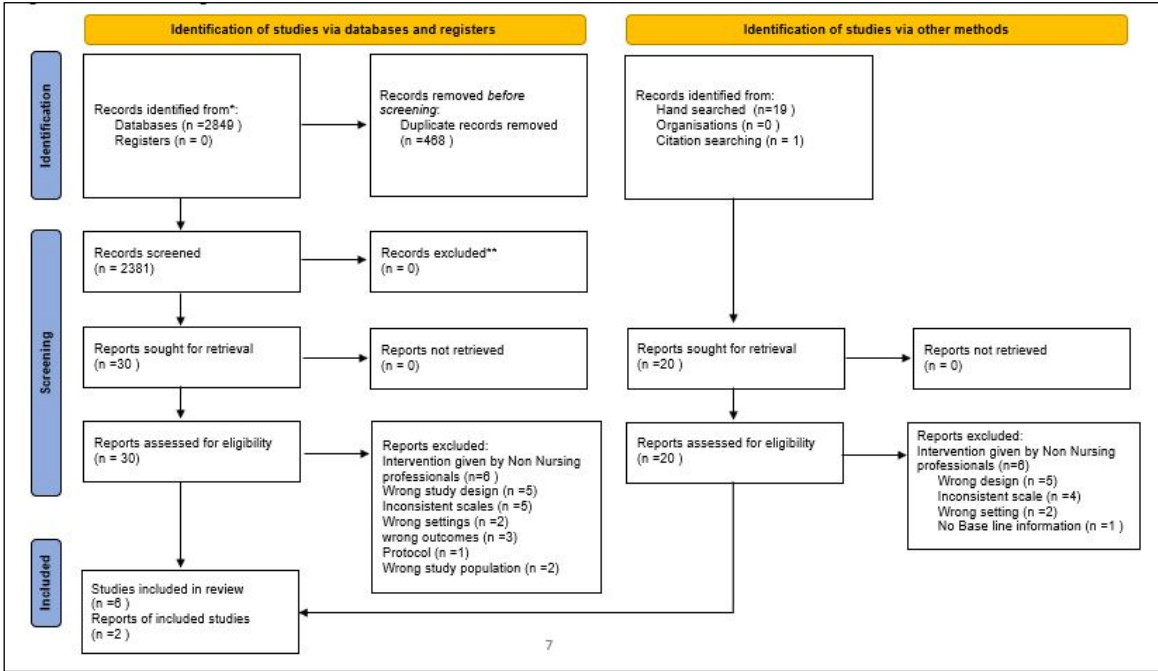 Identification of studies via databases and registers
Identification of studies via other methods
Identification
Records identified from*:
Databases (n =2849 )
Registers (n = 0)
Records removed before
screening:
Duplicate records removed
(n =468 )
Records identified from:
Hand searched (n=19 )
Organisations (n =0 )
Citation searching (n = 1)
Screening
Records screened
(n = 2381)
Records excluded**
(n = 0)
Reports sought for retrieval
(n =30 )
Reports not retrieved
(n = 0)
Reports sought for retrieval
(n =20 )
Reports not retrieved
(n = 0)
Reports assessed for eligibility
(n = 30)
Reports excluded:
Intervention given by Non Nursing
professionals (n=6 )
Wrong study design (n =5)
Inconsistent scales (n =5)
Wrong settings (n =2)
wrong outcomes (n =3)
Protocol (n =1)
Wrong study population (n =2)
Reports assessed for eligibility
(n =20 )
Reports excluded:
Intervention given by Non Nursing
professionals (n=6)
Wrong design (n =5)
Inconsistent scale (n =4)
Wrong setting (n =2)
No Base line information (n =1 )
Included
Studies included in review
(n =6 )
Reports of included studies
(n =2 )
7